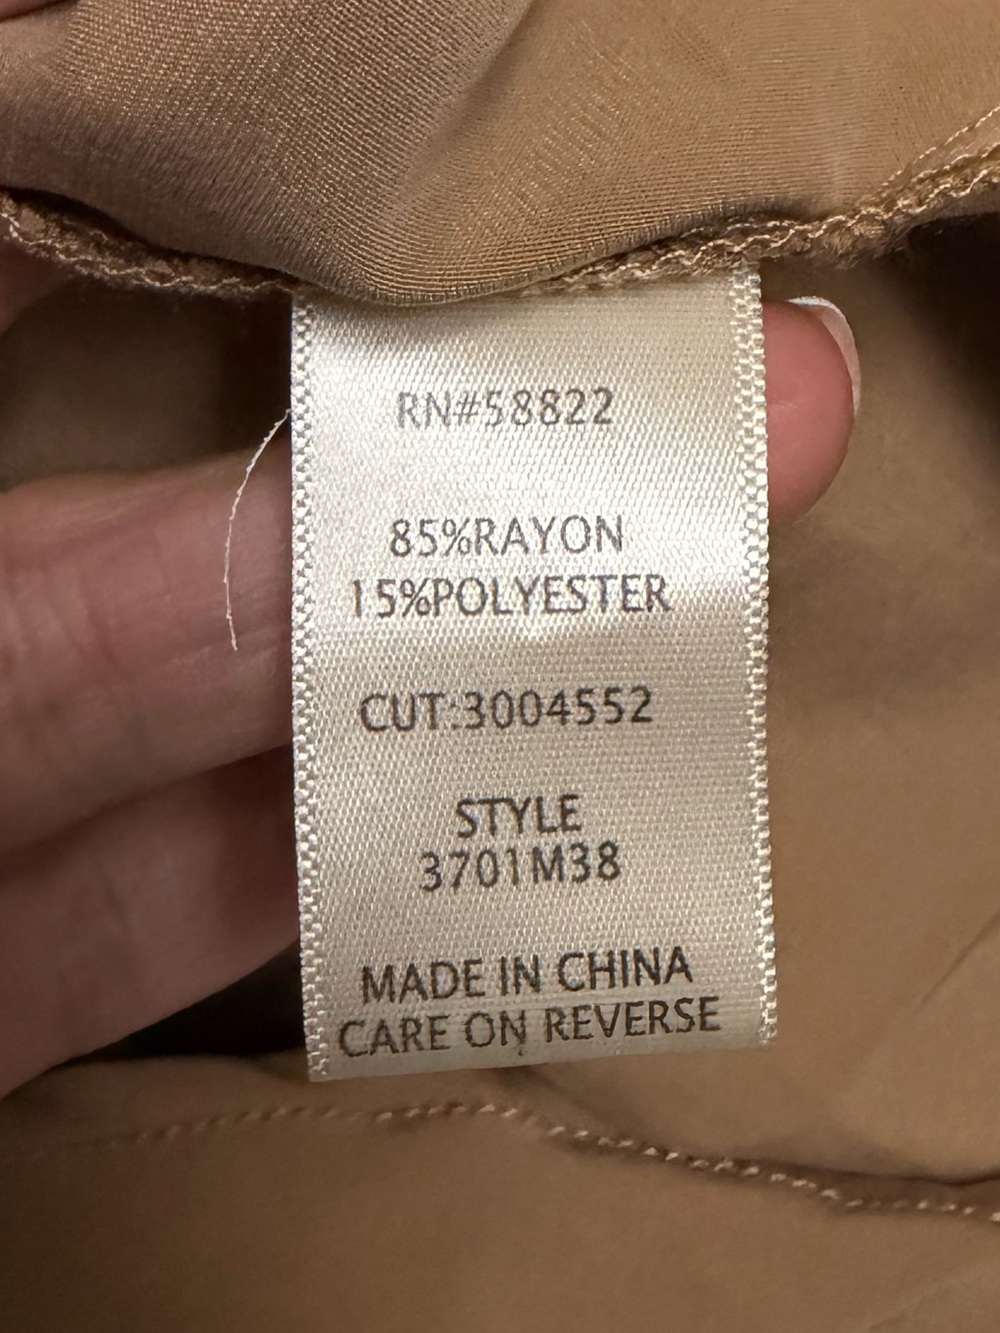 RN#58822
85%RAYON
15%POLYESTER
CUT:3004552
STYLE
3701M38
MADE IN CHINA
CARE ON REVERSE